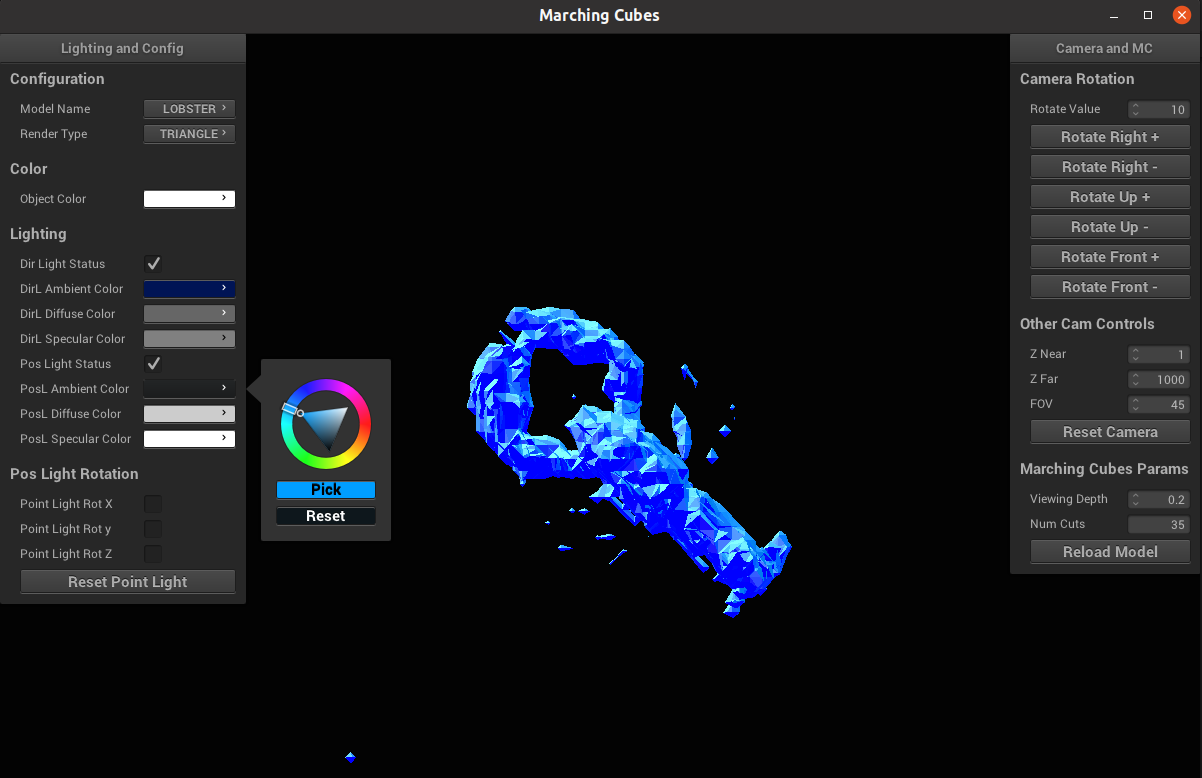 Marching Cubes
Lighting and Config
Configuration
Model Name LOBSTER
Render Type TRIANGLE
Color
Object Color
Lighting
Dir Light Status
DirL Ambient Color
DirL Diffuse Color
DirL Specular Color
Pos Light Status
PosL Ambient Color
PosL Diffuse Color
PosL Specular Color
Pos Light Rotation
Point Light Rot X
Point Light Rot y
Point Light Rot Z
Reset Point Light
Pick
Reset
Camera and MC
Camera Rotation
Rotate Value 10
Rotate Right +
Rotate Right -
Rotate Up +
Rotate Up -
Rotate Front +
Rotate Front -
Other Cam Controls
Z Near 1
Z Far 1000
FOV 45
Reset Camera
Marching Cubes Params
Viewing Depth 0.2
Num Cuts 35
Reload Model